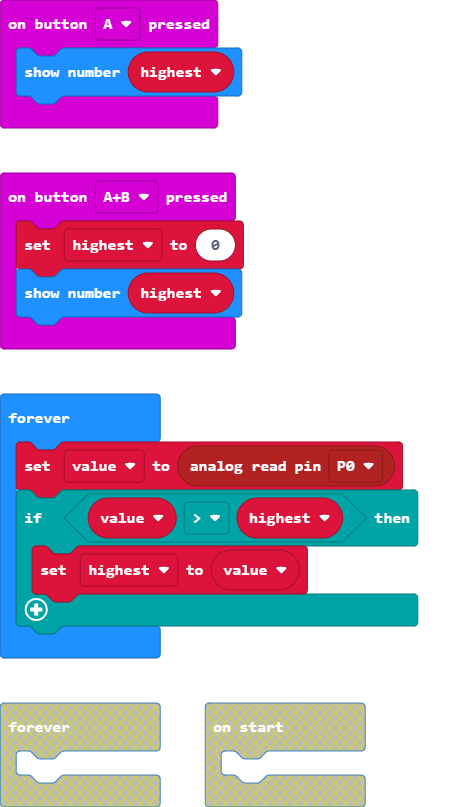 on button A pressed
show number highest
on button A+B pressed
set highest to 0
show number highest
forever
set value to analog read pin P0
if value > highest then
set highest to value
forever on start